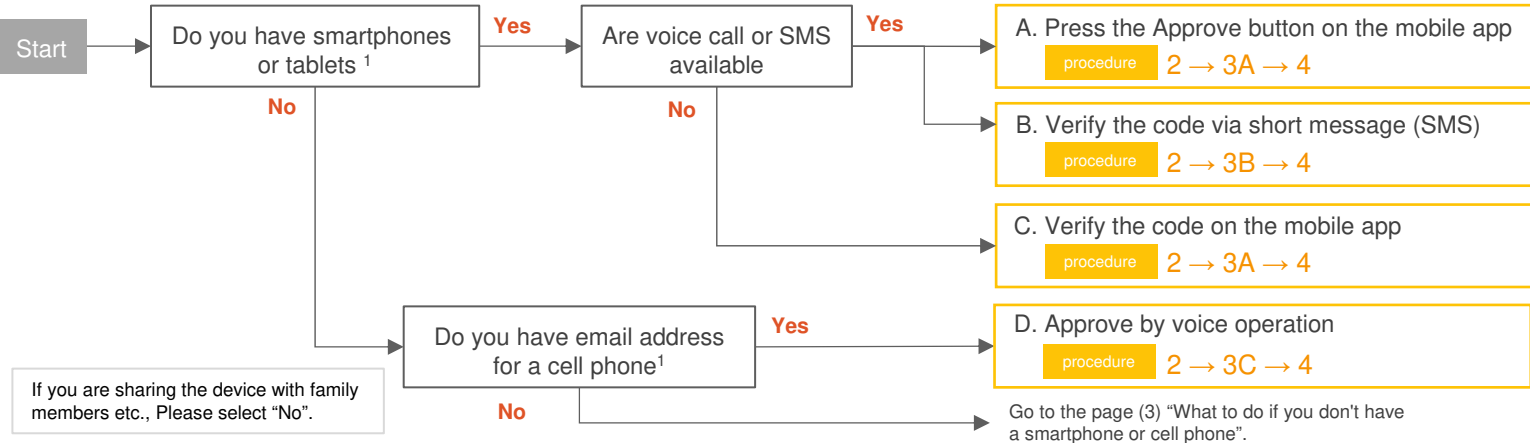 Start
Do you have smartphones
or tablets 1
Yes
No
Are voice call or SMS
available
Yes
No
A. Press the Approve button on the mobile app
procedure 2 → 3A → 4
B. Verify the code via short message (SMS)
procedure 2 → 3B → 4
C. Verify the code on the mobile app
procedure 2 → 3A → 4
Do you have email address
for a cell phone1
Yes
No
D. Approve by voice operation
procedure 2 → 3C → 4
If you are sharing the device with family
members etc., Please select “No”.
Go to the page (3) “What to do if you don't have
a smartphone or cell phone”.